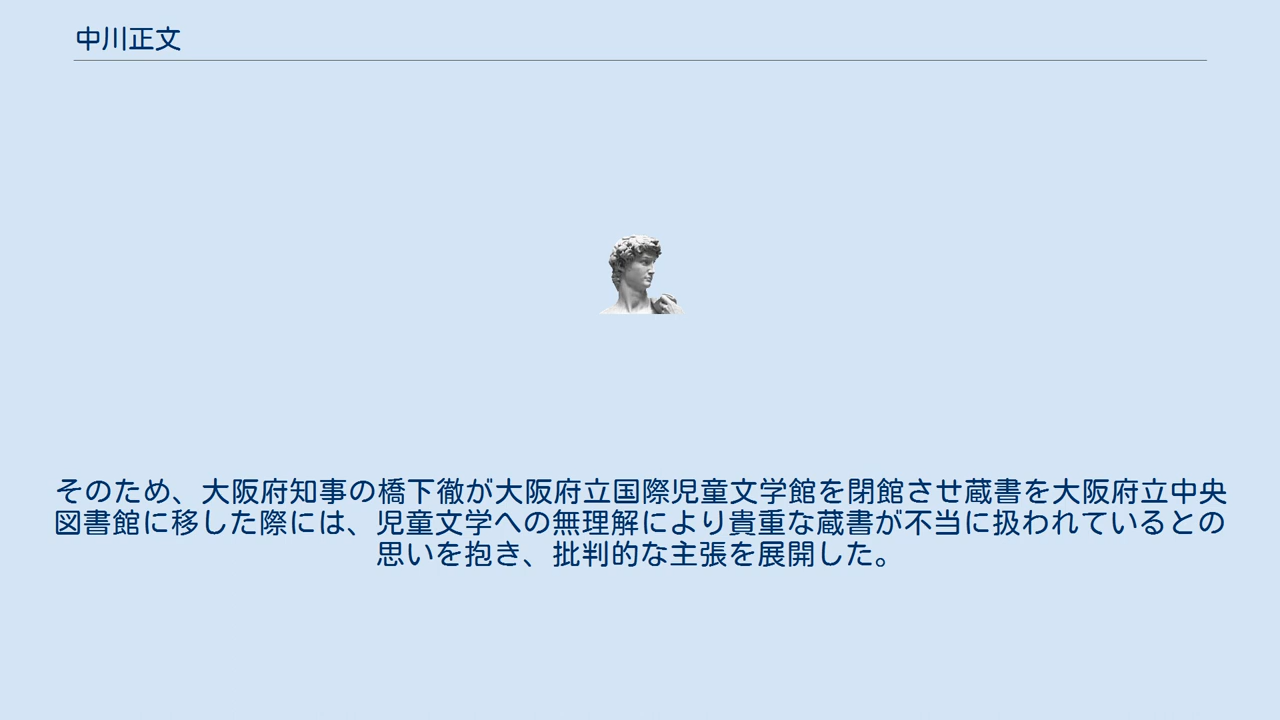 中川正文
そのため、大阪府知事の橋下徹が大阪府立国際児童文学館を閉館させ蔵書を大阪府立中央
図書館に移した際には、児童文学への無理解により貴重な蔵書が不当に扱われているとの
思いを抱き、批判的な主張を展開した。